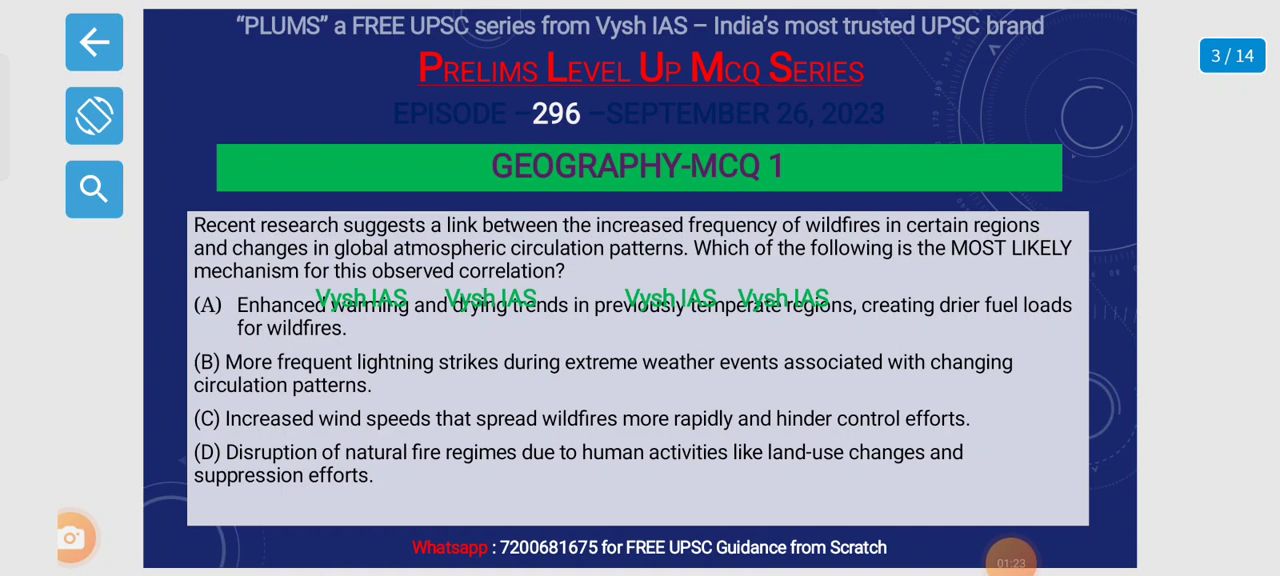 “PLUMS” a FREE UPSC series from Vysh IAS – India’s most trusted UPSC brand
3 / 14
PRELIMS LEVEL UP MCQ SERIES
EPISODE –296 –SEPTEMBER 26, 2023
GEOGRAPHY-MCQ 1
Recent research suggests a link between the increased frequency of wildfires in certain regions
and changes in global atmospheric circulation patterns. Which of the following is the MOST LIKELY
mechanism for this observed correlation?
Vysh IAS Vysh IAS Vysh IAS Vysh IAS
(A) Enhanced warming and drying trends in previously temperate regions, creating drier fuel loads
for wildfires.
(B) More frequent lightning strikes during extreme weather events associated with changing
circulation patterns.
(C) Increased wind speeds that spread wildfires more rapidly and hinder control efforts.
(D) Disruption of natural fire regimes due to human activities like land-use changes and
suppression efforts.
Whatsapp : 7200681675 for FREE UPSC Guidance from Scratch
01:23